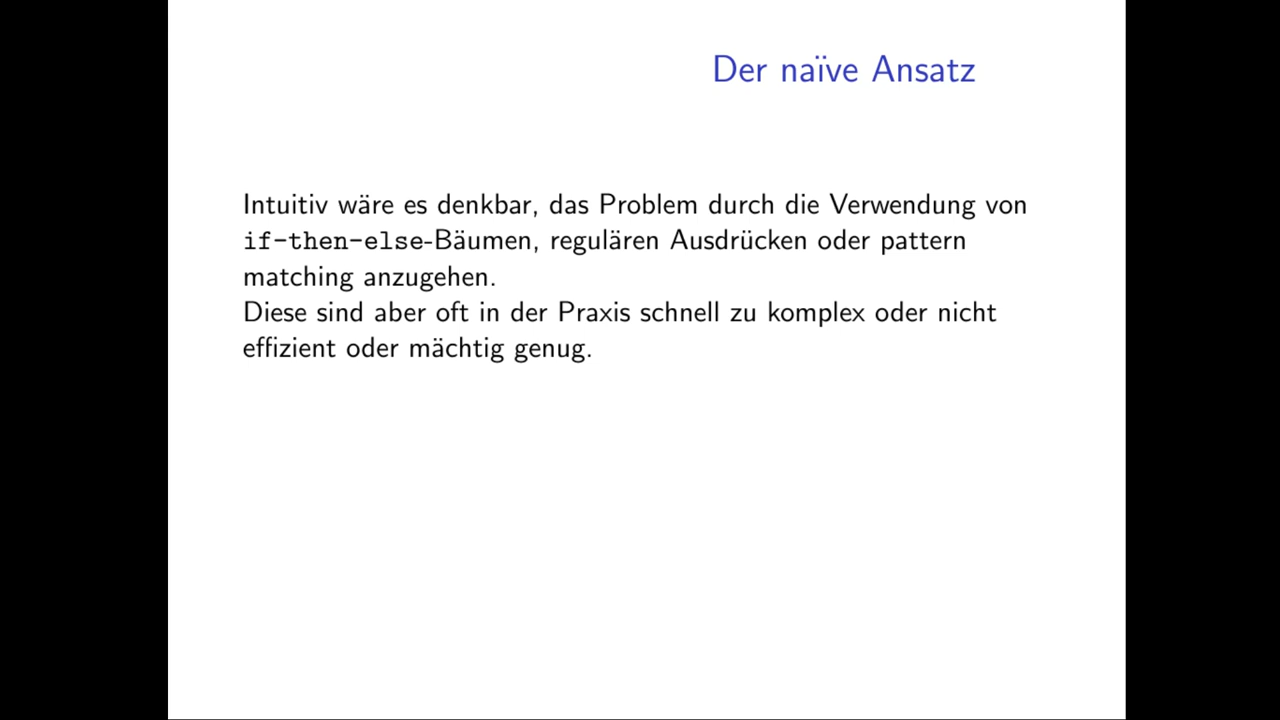 Der naïve Ansatz
Intuitiv wäre es denkbar, das Problem durch die Verwendung von
if-then-else-Bäumen, regulären Ausdrücken oder pattern
matching anzugehen.
Diese sind aber oft in der Praxis schnell zu komplex oder nicht
effizient oder mächtig genug.